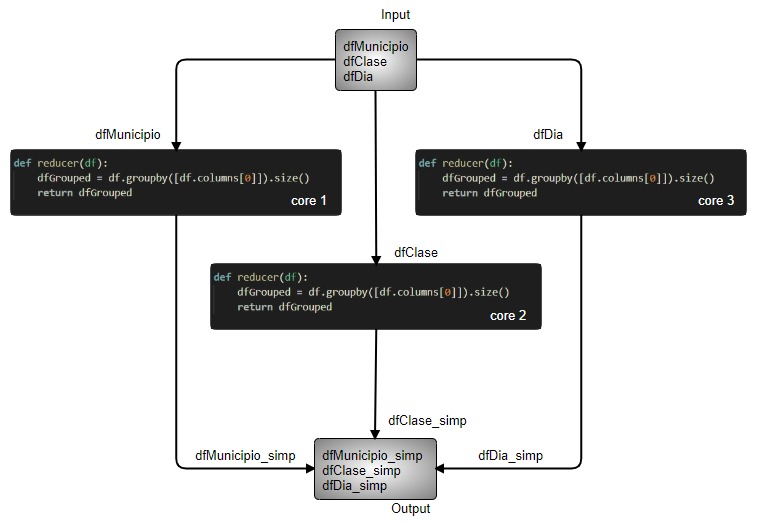 Input
dfMunicipio
dfClase
dfDia
dfMunicipio
def reducer(df):
    dfGrouped = df.groupby([df.columns[0]]).size()
    return dfGrouped
core 1
dfDia
def reducer(df):
    dfGrouped = df.groupby([df.columns[0]]).size()
    return dfGrouped
core 3
dfClase
def reducer(df):
    dfGrouped = df.groupby([df.columns[0]]).size()
    return dfGrouped
core 2
dfClase_simp
dfMunicipio_simp
dfDia_simp
dfMunicipio_simp
dfClase_simp
dfDia_simp
Output